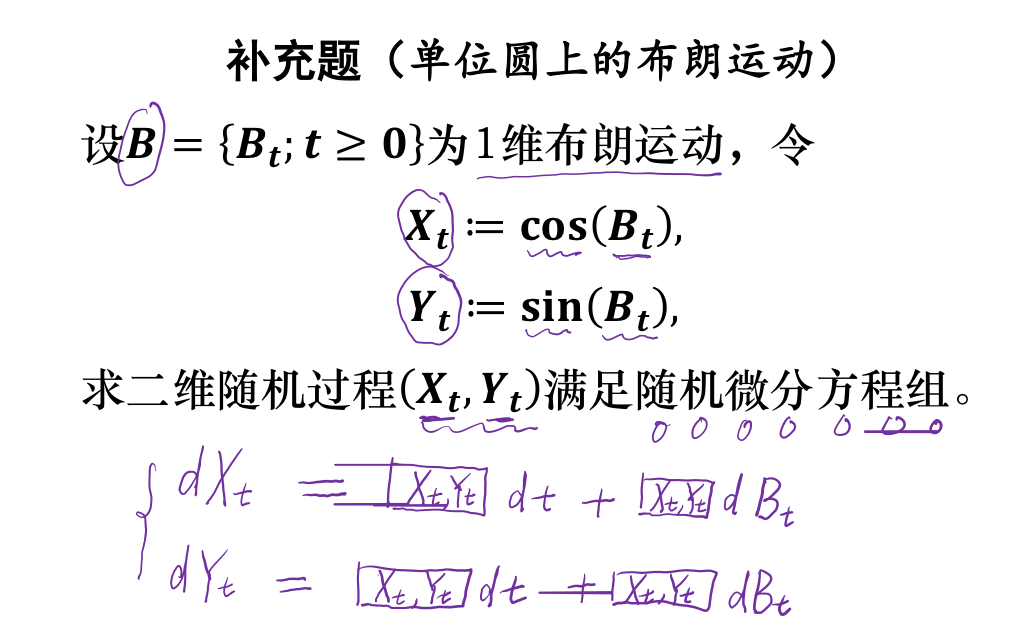 补充题（单位圆上的布朗运动）
设B = {B_t; t ≥ 0}为1维布朗运动，令
X_t := cos(B_t),
Y_t := sin(B_t),
求二维随机过程(X_t, Y_t)满足随机微分方程组。
dX_t = X_t,Y_t dt + X_t,Y_t dB_t
dY_t = X_t,Y_t dt + X_t,Y_t dB_t